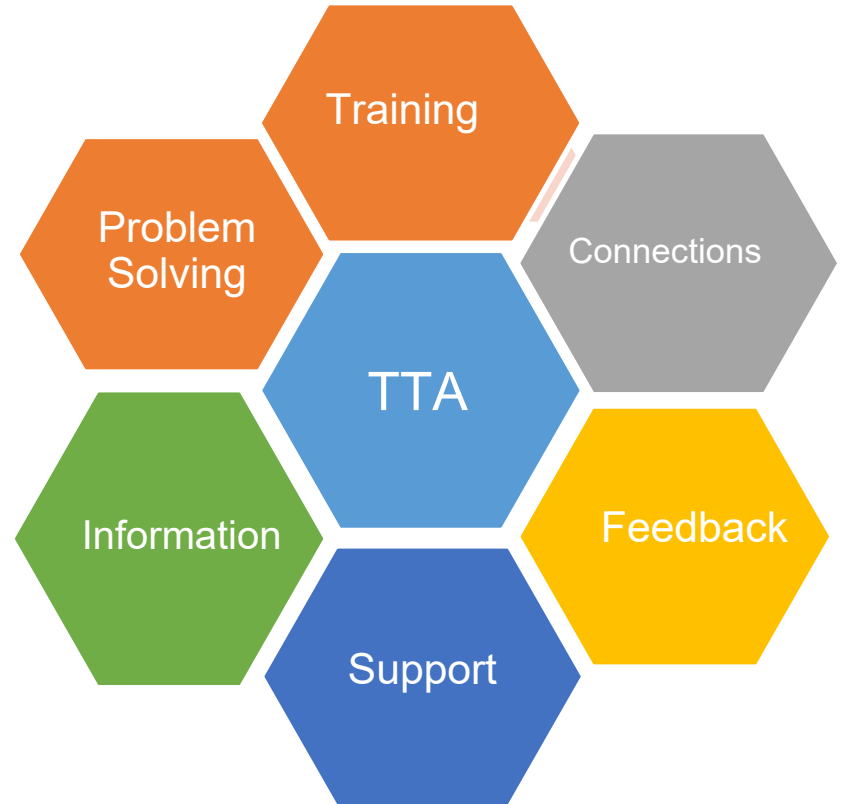 Training
Problem
Solving
Connections
TTA
Information
Feedback
Support